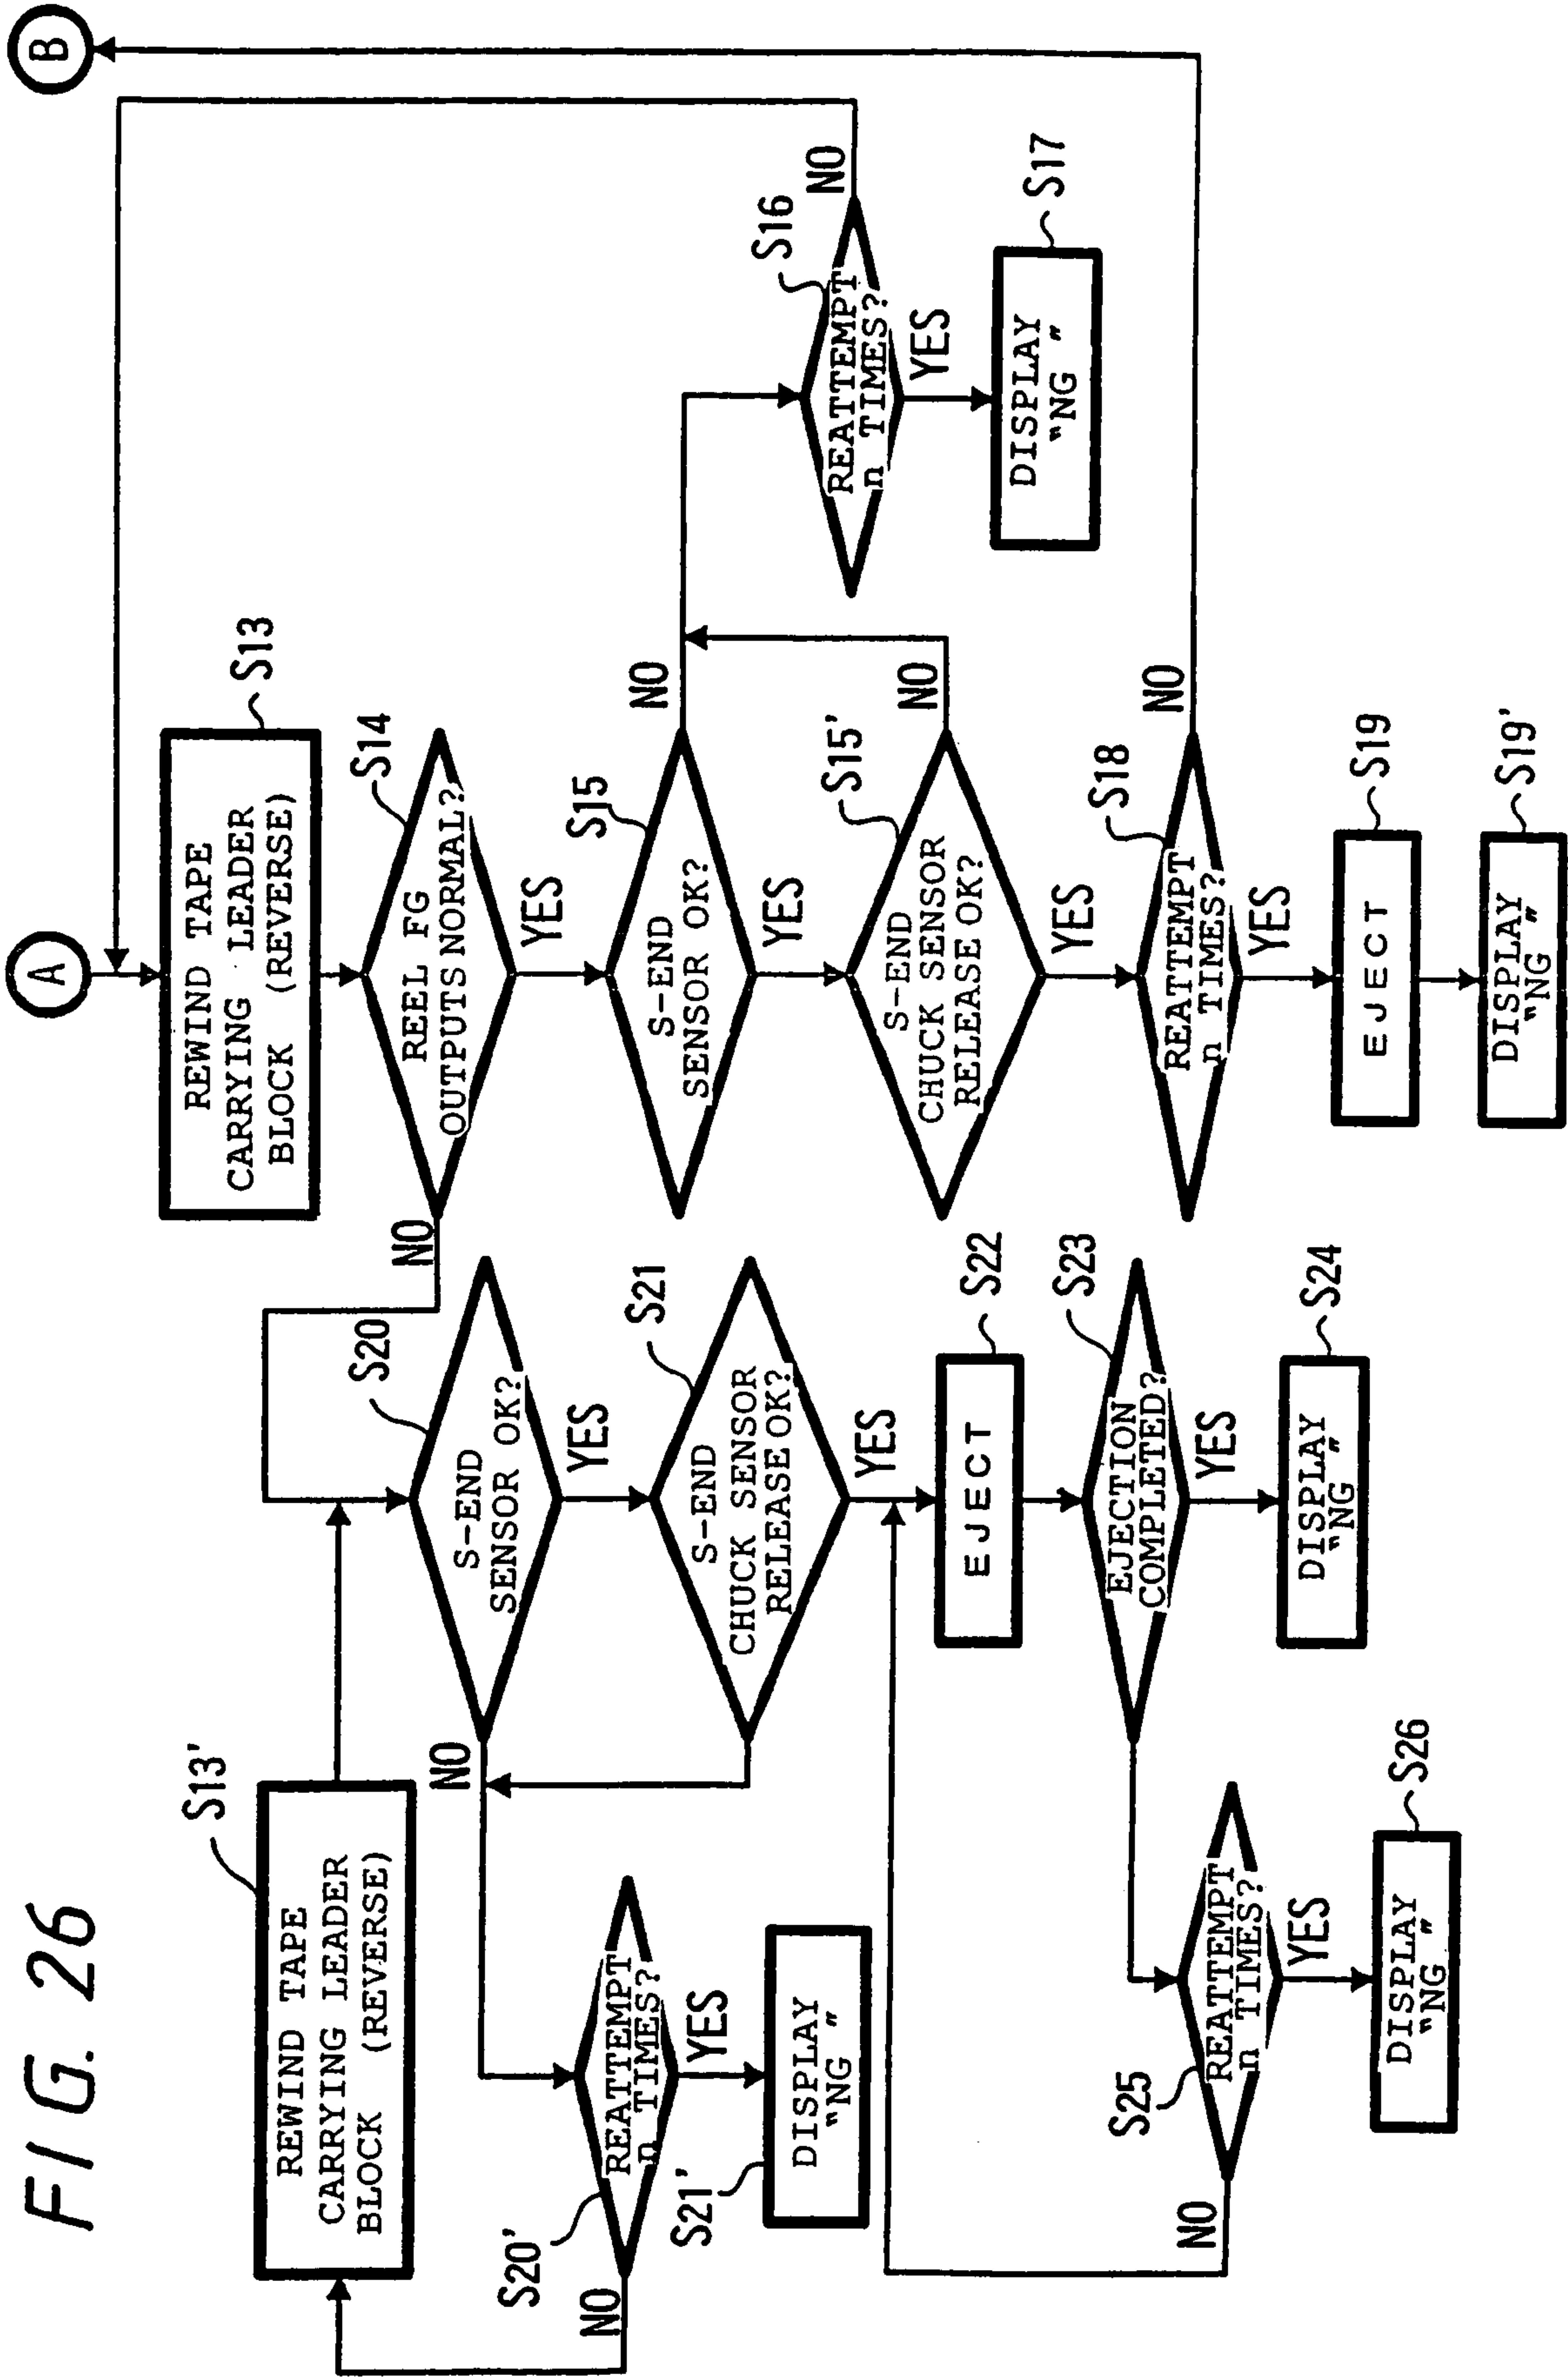 FIG. 26
A
B
REWIND TAPE
CARRYING LEADER
BLOCK (REVERSE)
S13
REEL FG
OUTPUTS NORMAL?
S14
NO
YES
S-END
SENSOR OK?
S15
NO
YES
S-END
CHUCK SENSOR
RELEASE OK?
S15'
NO
YES
REATTEMPT
n TIMES?
S16
NO
YES
DISPLAY
"NG"
S17
REATTEMPT
n TIMES?
S18
NO
YES
EJECT
S19
DISPLAY
"NG"
S19'
REWIND TAPE
CARRYING LEADER
BLOCK (REVERSE)
S13'
S-END
SENSOR OK?
S20
NO
YES
S-END
CHUCK SENSOR
RELEASE OK?
S21
YES
REATTEMPT
n TIMES?
S20'
NO
YES
DISPLAY
"NG"
S21'
EJECT
S22
EJECTION
COMPLETED?
S23
YES
DISPLAY
"NG"
S24
REATTEMPT
n TIMES?
S25
NO
YES
DISPLAY
"NG"
S26